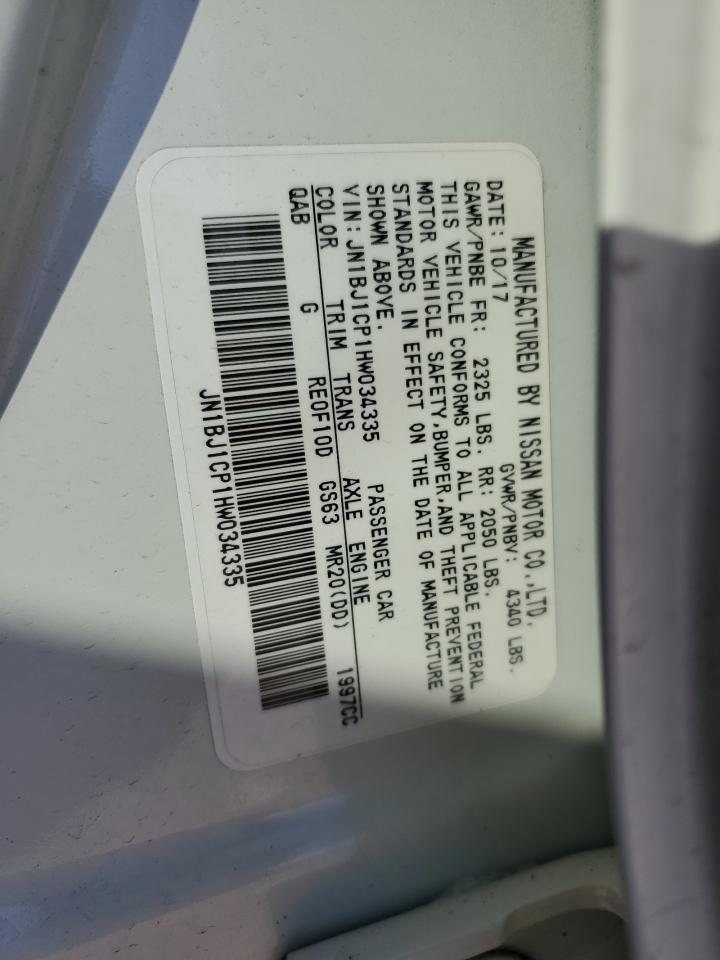 MANUFACTURED BY NISSAN MOTOR CO.,LTD.
DATE: 10/17 GVWR/PNBV: 4340 LBS.
GAWR/PNBE FR: 2325 LBS. RR: 2050 LBS.
THIS VEHICLE CONFORMS TO ALL APPLICABLE FEDERAL
MOTOR VEHICLE SAFETY,BUMPER,AND THEFT PREVENTION
STANDARDS IN EFFECT ON THE DATE OF MANUFACTURE
SHOWN ABOVE.
VIN: JN1BJ1CP1HW034335 PASSENGER CAR
COLOR TRIM TRANS AXLE ENGINE
QAB G RE0F10D GS63 MR20(DD) 1997CC
JN1BJ1CP1HW034335